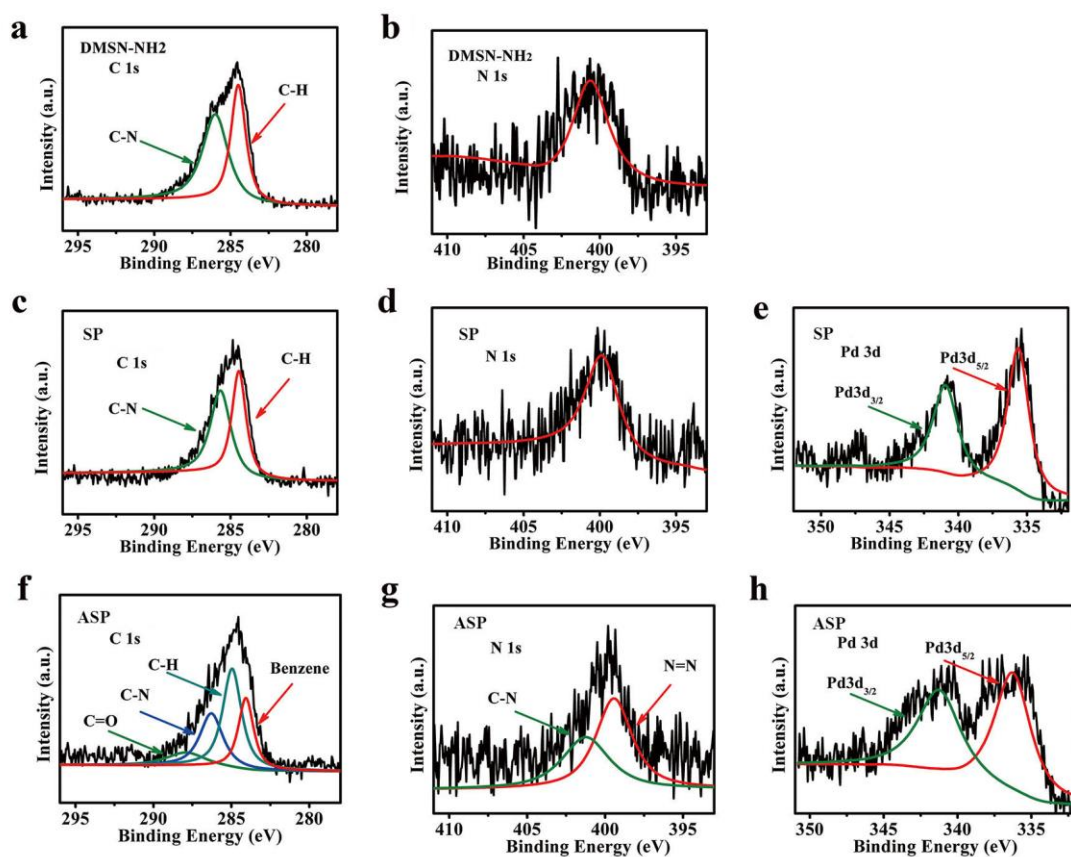 a
DMSN-NH2
C 1s
C-H
C-N
Intensity (a.u.)
295 290 285 280
Binding Energy (eV)
b
DMSN-NH2
N 1s
Intensity (a.u.)
410 405 400 395
Binding Energy (eV)
c
SP
C 1s
C-H
C-N
Intensity (a.u.)
295 290 285 280
Binding Energy (eV)
d
SP
N 1s
Intensity (a.u.)
410 405 400 395
Binding Energy (eV)
e
SP
Pd 3d
Pd3d5/2
Pd3d3/2
Intensity (a.u.)
350 345 340 335
Binding Energy (eV)
f
ASP
C 1s
C-H
Benzene
C-N
C=O
Intensity (a.u.)
295 290 285 280
Binding Energy (eV)
g
ASP
N 1s
N=N
C-N
Intensity (a.u.)
410 405 400 395
Binding Energy (eV)
h
ASP
Pd 3d
Pd3d5/2
Pd3d3/2
Intensity (a.u.)
350 345 340 335
Binding Energy (eV)